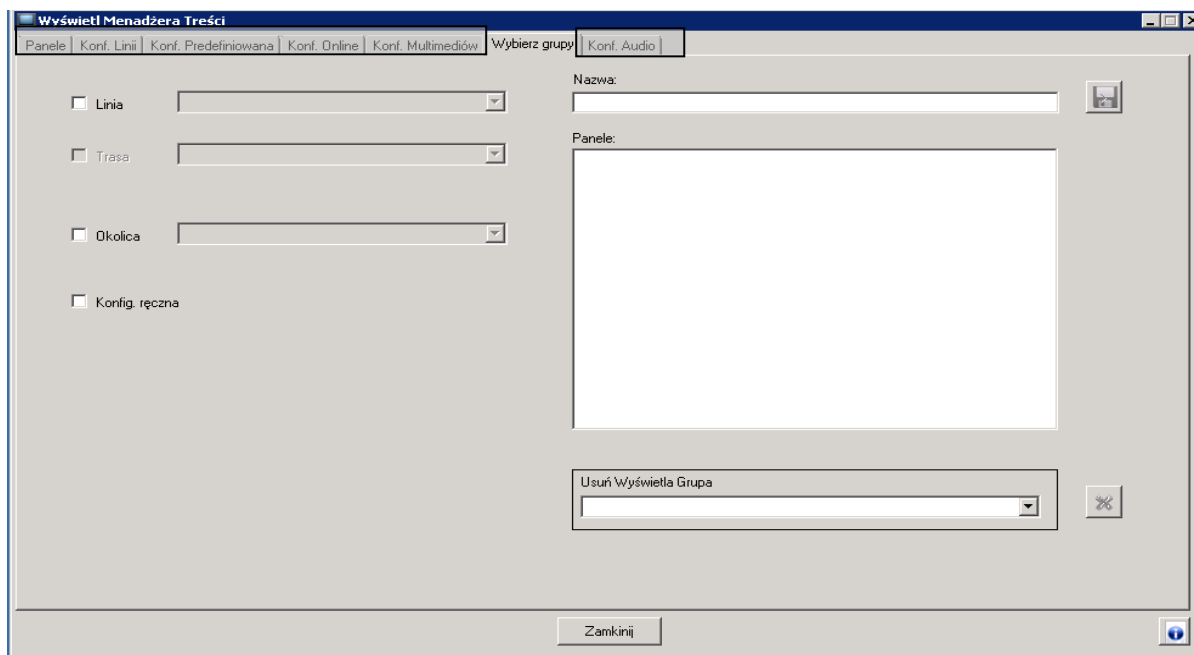 Wyświetl Menadżera Treści
Panele Konf. Linii Konf. Predefiniowana Konf. Online Konf. Multimediów Wybierz grupy Konf. Audio
Linia
Trasa
Okolica
Konfig. ręczna
Nazwa:
Panele:
Usuń Wyświetla Grupa
Zamkinij